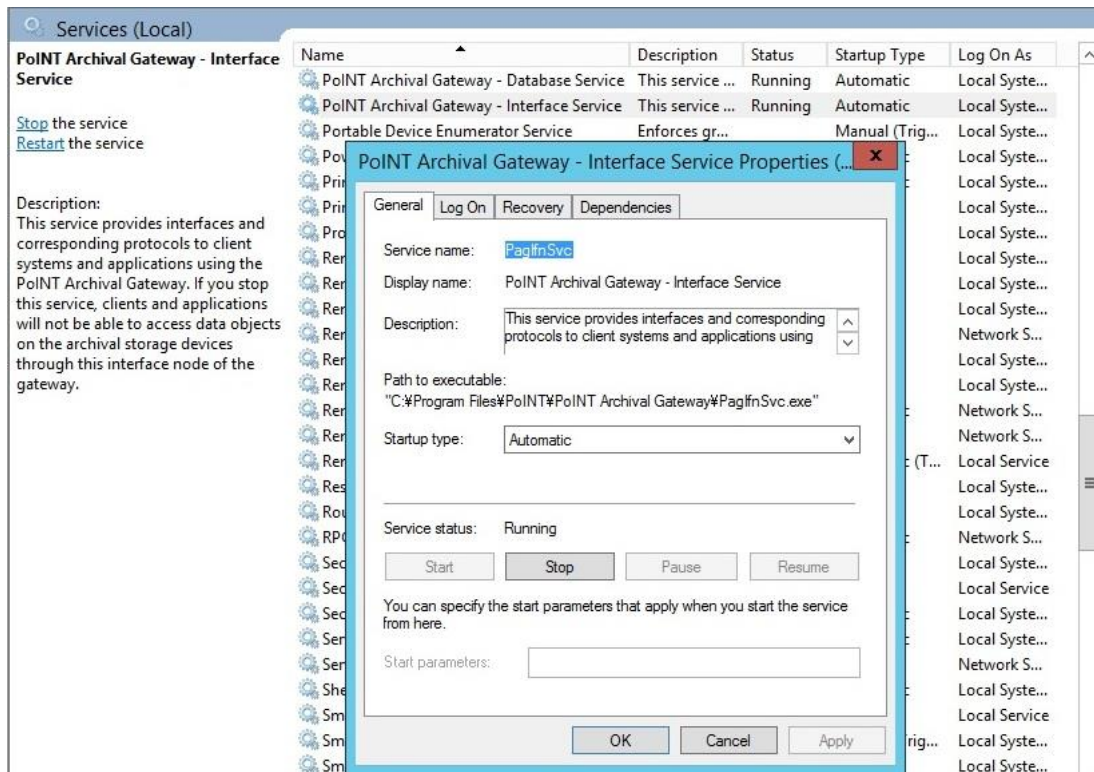 Services (Local)
PoINT Archival Gateway - Interface
Service
Stop the service
Restart the service
Description:
This service provides interfaces and
corresponding protocols to client
systems and applications using the
PoINT Archival Gateway. If you stop
this service, clients and applications
will not be able to access data objects
on the archival storage devices
through this interface node of the
gateway.
Name Description Status Startup Type Log On As
PoINT Archival Gateway - Database Service This service ... Running Automatic Local Syste...
PoINT Archival Gateway - Interface Service This service ... Running Automatic Local Syste...
Portable Device Enumerator Service Enforces gr... Manual (Trig... Local Syste...
Local Syste...
Local Syste...
Local Syste...
Local Syste...
Local Syste...
Local Syste...
Local Syste...
Network S...
Local Syste...
Local Syste...
Network S...
Network S...
(T... Local Service
Local Syste...
Local Syste...
RPC Network S...
Local Syste...
Local Service
Local Syste...
Local Syste...
Network S...
Local Syste...
Local Service
rig... Local Syste...
Local Syste...
PoINT Archival Gateway - Interface Service Properties (... x
General Log On Recovery Dependencies
Service name: PagIfnSvc
Display name: PoINT Archival Gateway - Interface Service
Description: This service provides interfaces and corresponding
protocols to client systems and applications using
Path to executable:
"C:¥Program Files¥PoINT¥PoINT Archival Gateway¥PagIfnSvc.exe"
Startup type: Automatic
Service status: Running
Start Stop Pause Resume
You can specify the start parameters that apply when you start the service
from here.
Start parameters:
OK Cancel Apply